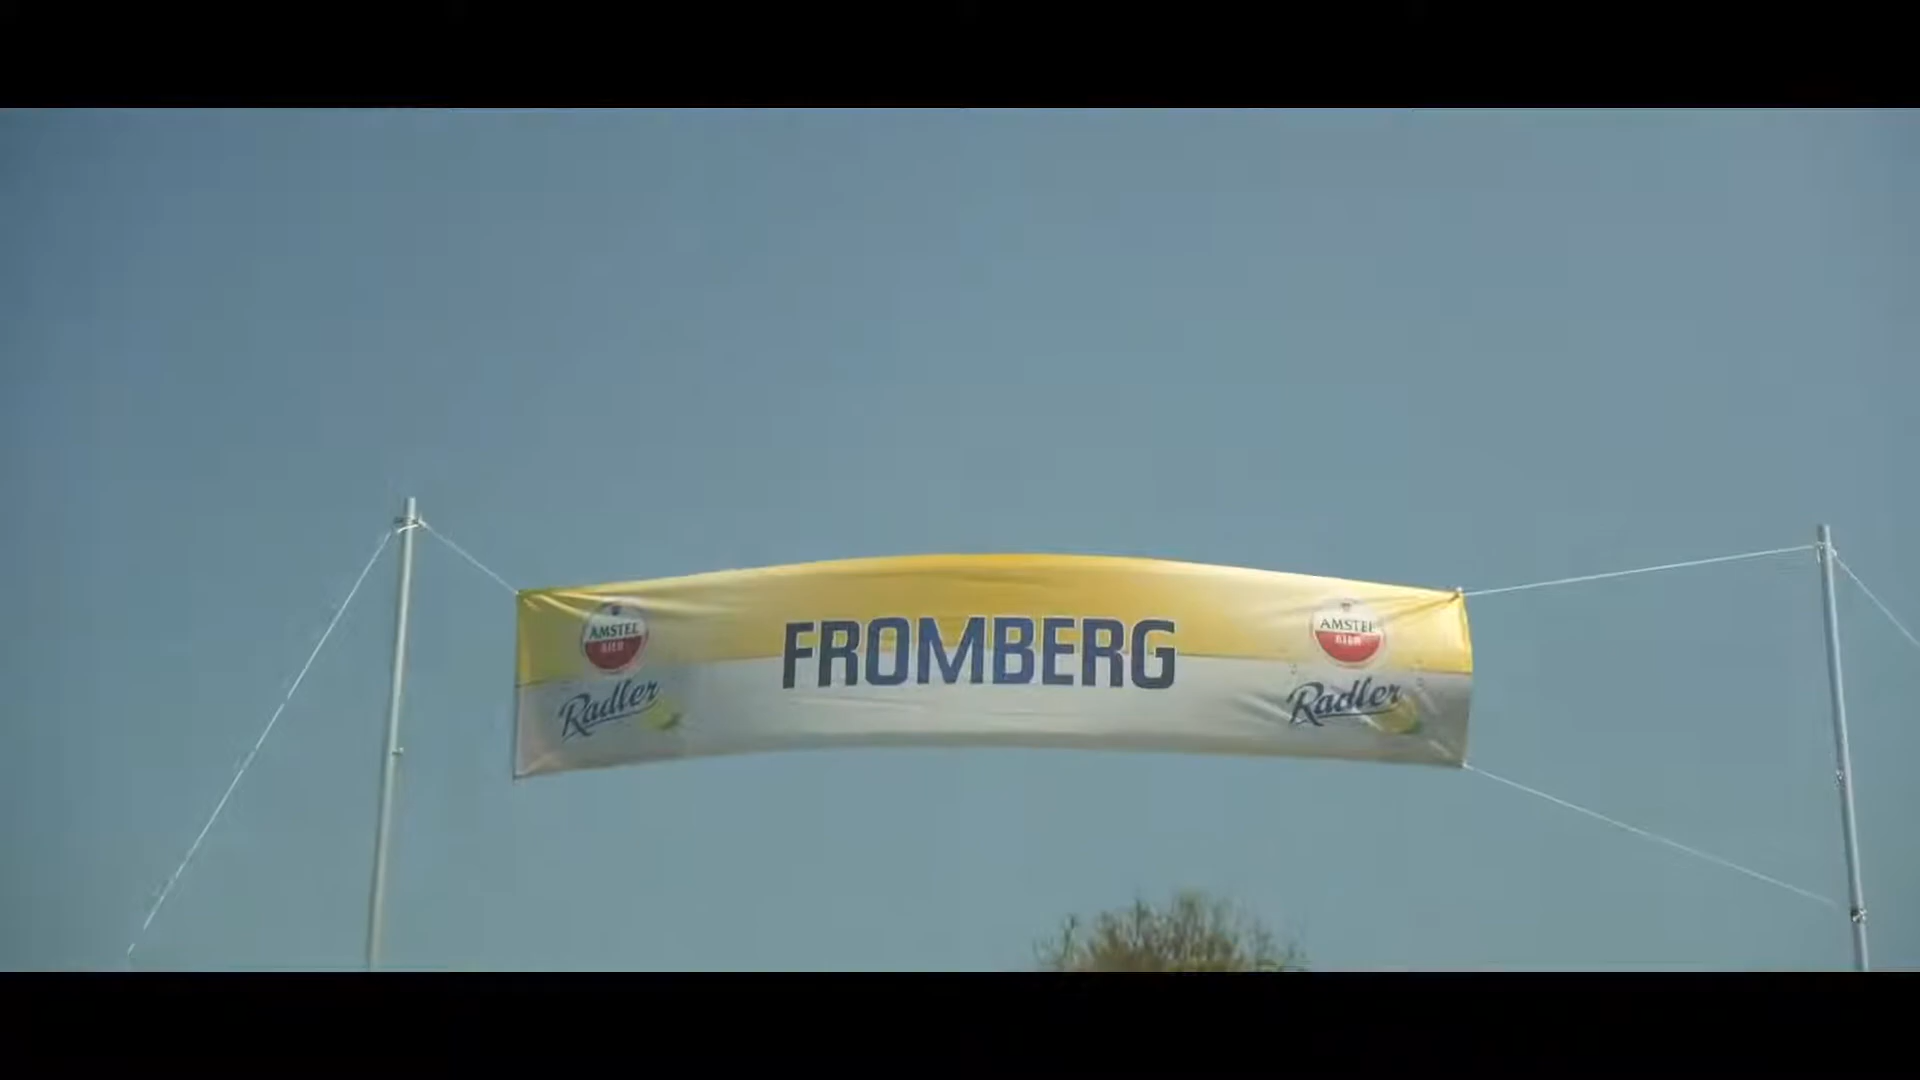 AMSTEL
BIER
Radler
FROMBERG
AMSTEL
BIER
Radler